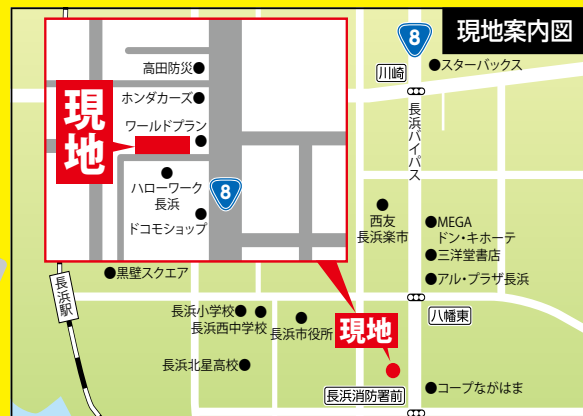 現地案内図
8
川崎
スターバックス
長浜バイパス
高田防災
ホンダカーズ
ワールドプラン
現地
ハローワーク
長浜
8
ドコモショップ
西友
長浜楽市
MEGA
ドン・キホーテ
三洋堂書店
アル・プラザ長浜
黒壁スクエア
長浜駅
長浜小学校
長浜西中学校
長浜市役所
現地
八幡東
長浜北星高校
長浜消防署前
コープながはま